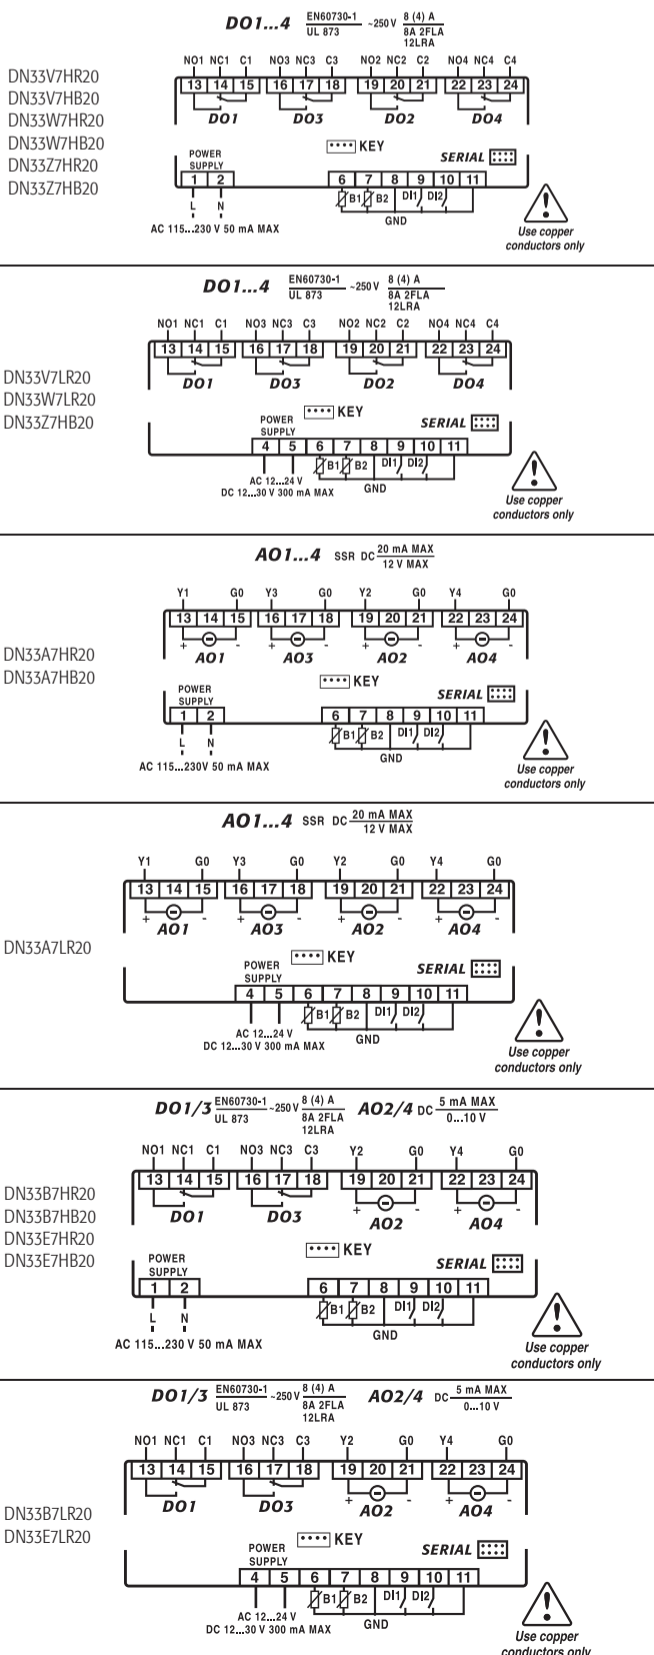 DO1...4 EN60730-1 ~250 V 8 (4) A
UL 873 8A 2FLA
12LRA
NO1 NC1 C1 NO3 NC3 C3 NO2 NC2 C2 NO4 NC4 C4
13 14 15 16 17 18 19 20 21 22 23 24
DO1 DO3 DO2 DO4
DN33V7HR20
DN33V7HB20
DN33W7HR20
DN33W7HB20
DN33Z7HR20
DN33Z7HB20
KEY
POWER
SUPPLY
SERIAL
1 2 6 7 8 9 10 11
L N B1 B2 DI1 DI2
GND
AC 115...230 V 50 mA MAX
Use copper
conductors only
DO1...4 EN60730-1 ~250 V 8 (4) A
UL 873 8A 2FLA
12LRA
NO1 NC1 C1 NO3 NC3 C3 NO2 NC2 C2 NO4 NC4 C4
13 14 15 16 17 18 19 20 21 22 23 24
DO1 DO3 DO2 DO4
DN33V7LR20
DN33W7LR20
DN33Z7HB20
KEY
POWER
SUPPLY
SERIAL
4 5 6 7 8 9 10 11
B1 B2 DI1 DI2
AC 12...24 V
DC 12...30 V 300 mA MAX
GND
Use copper
conductors only
AO1...4 SSR DC 20 mA MAX
12 V MAX
Y1 G0 Y3 G0 Y2 G0 Y4 G0
13 14 15 16 17 18 19 20 21 22 23 24
+ - + - + - + -
AO1 AO3 AO2 AO4
DN33A7HR20
DN33A7HB20
KEY
POWER
SUPPLY
SERIAL
1 2 6 7 8 9 10 11
L N B1 B2 DI1 DI2
GND
AC 115...230V 50 mA MAX
Use copper
conductors only
AO1...4 SSR DC 20 mA MAX
12 V MAX
Y1 G0 Y3 G0 Y2 G0 Y4 G0
13 14 15 16 17 18 19 20 21 22 23 24
+ - + - + - + -
AO1 AO3 AO2 AO4
DN33A7LR20
KEY
POWER
SUPPLY
SERIAL
4 5 6 7 8 9 10 11
B1 B2 DI1 DI2
AC 12...24 V
DC 12...30 V 300 mA MAX
GND
Use copper
conductors only
DO1/3 EN60730-1 ~250 V 8 (4) A AO2/4 DC 5 mA MAX
UL 873 8A 2FLA 0...10 V
12LRA
NO1 NC1 C1 NO3 NC3 C3 Y2 G0 Y4 G0
13 14 15 16 17 18 19 20 21 22 23 24
+ - + -
DO1 DO3 AO2 AO4
DN33B7HR20
DN33B7HB20
DN33E7HR20
DN33E7HB20
KEY
POWER
SUPPLY
SERIAL
1 2 6 7 8 9 10 11
L N B1 B2 DI1 DI2
GND
AC 115...230 V 50 mA MAX
Use copper
conductors only
DO1/3 EN60730-1 ~250 V 8 (4) A AO2/4 DC 5 mA MAX
UL 873 8A 2FLA 0...10 V
12LRA
NO1 NC1 C1 NO3 NC3 C3 Y2 G0 Y4 G0
13 14 15 16 17 18 19 20 21 22 23 24
+ - + -
DO1 DO3 AO2 AO4
DN33B7LR20
DN33E7LR20
KEY
POWER
SUPPLY
SERIAL
4 5 6 7 8 9 10 11
B1 B2 DI1 DI2
AC 12...24 V
DC 12...30 V 300 mA MAX
GND
Use copper
conductors only